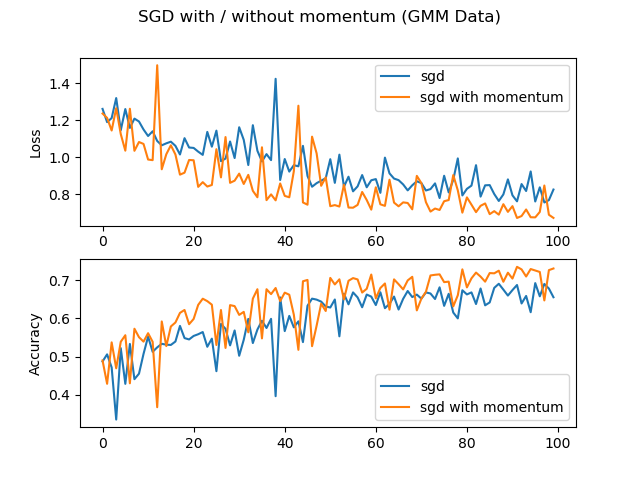 SGD with / without momentum (GMM Data)
1.4
1.2
1.0
0.8
Loss
sgd
sgd with momentum
0 20 40 60 80 100
0.7
0.6
0.5
0.4
Accuracy
sgd
sgd with momentum
0 20 40 60 80 100